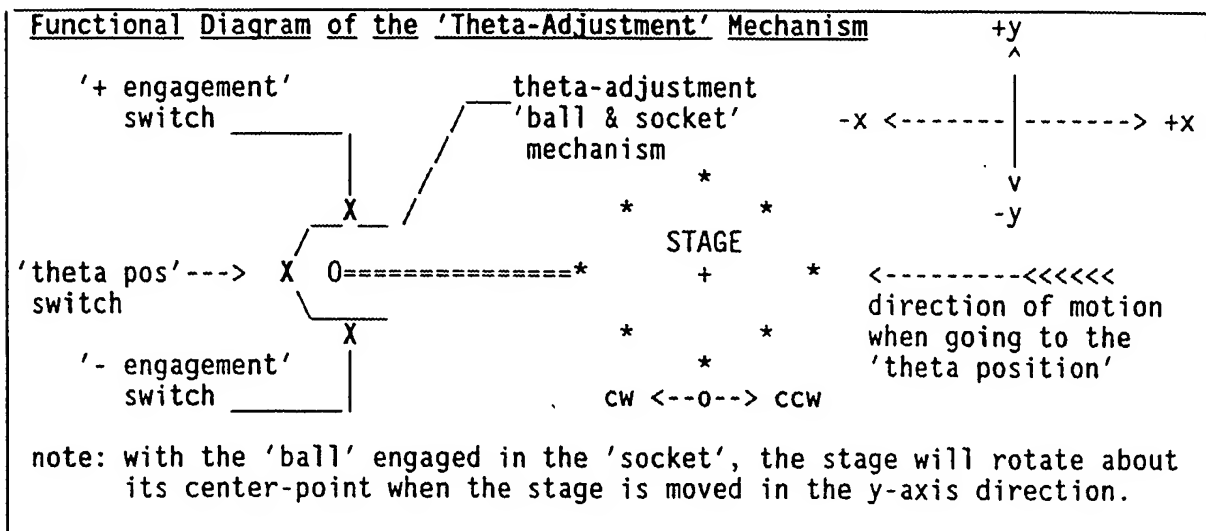 Functional Diagram of the 'Theta-Adjustment' Mechanism +y
'+ engagement' switch
theta-adjustment 'ball & socket' mechanism
-x <-------|-------> +x
-y
STAGE
+
'theta pos'---> X O===============*
switch
<---------<<<<<<
direction of motion
when going to the
'theta position'
'- engagement'
switch
cw <--o--> ccw
note: with the 'ball' engaged in the 'socket', the stage will rotate about
its center-point when the stage is moved in the y-axis direction.